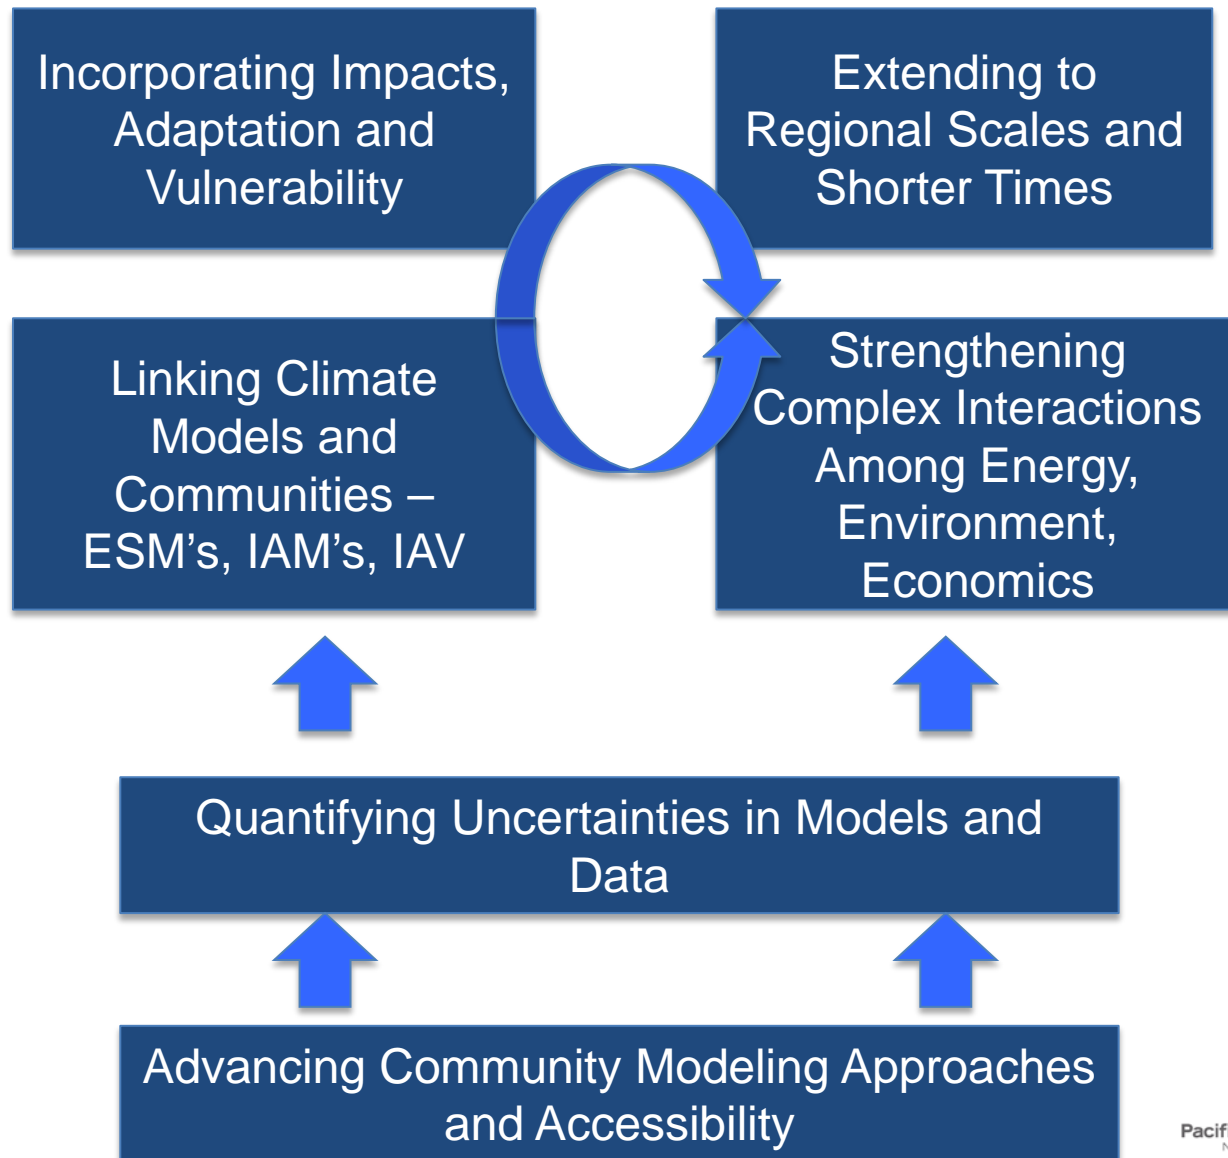 Incorporating Impacts,
Adaptation and
Vulnerability
Extending to
Regional Scales and
Shorter Times
Linking Climate
Models and
Communities –
ESM’s, IAM’s, IAV
Strengthening
Complex Interactions
Among Energy,
Environment,
Economics
Quantifying Uncertainties in Models and
Data
Advancing Community Modeling Approaches
and Accessibility